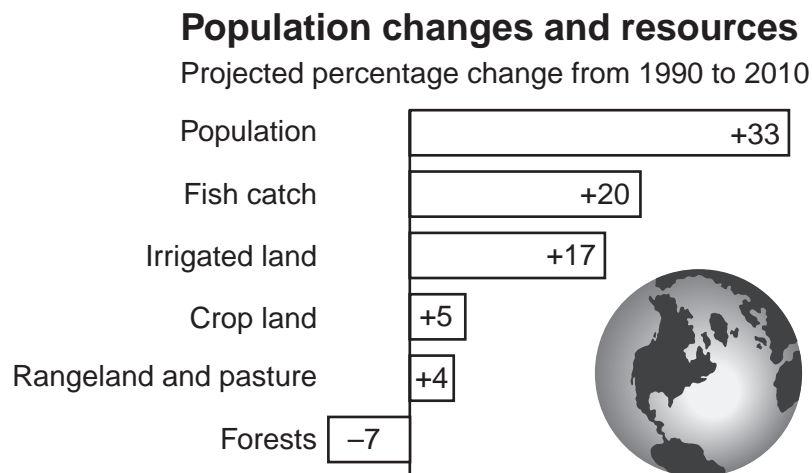 Population changes and resources
Projected percentage change from 1990 to 2010
Population +33
Fish catch +20
Irrigated land +17
Crop land +5
Rangeland and pasture +4
Forests –7